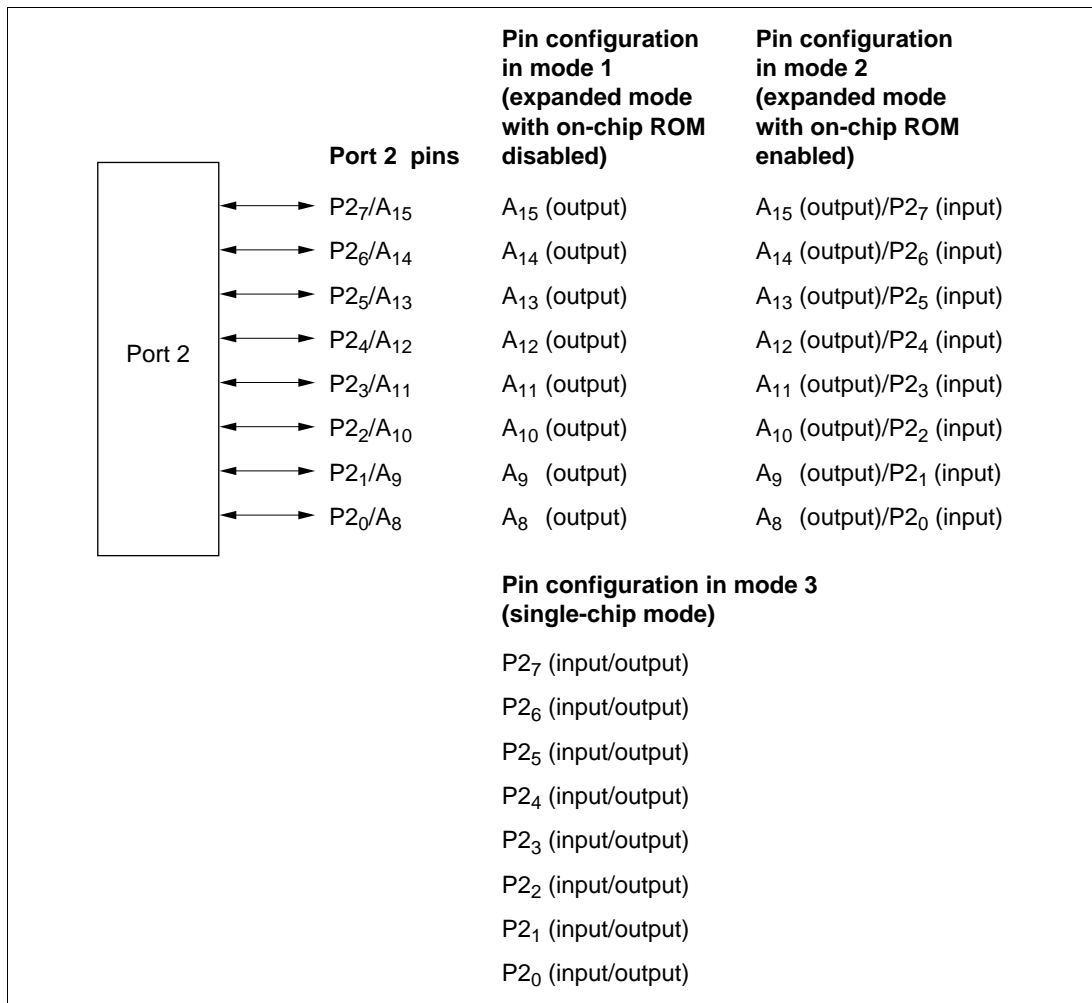 Pin configuration
in mode 1
(expanded mode
with on-chip ROM
disabled)
Pin configuration
in mode 2
(expanded mode
with on-chip ROM
enabled)
Port 2 pins
Port 2
P2₇/A₁₅ A₁₅ (output) A₁₅ (output)/P2₇ (input)
P2₆/A₁₄ A₁₄ (output) A₁₄ (output)/P2₆ (input)
P2₅/A₁₃ A₁₃ (output) A₁₃ (output)/P2₅ (input)
P2₄/A₁₂ A₁₂ (output) A₁₂ (output)/P2₄ (input)
P2₃/A₁₁ A₁₁ (output) A₁₁ (output)/P2₃ (input)
P2₂/A₁₀ A₁₀ (output) A₁₀ (output)/P2₂ (input)
P2₁/A₉ A₉ (output) A₉ (output)/P2₁ (input)
P2₀/A₈ A₈ (output) A₈ (output)/P2₀ (input)
Pin configuration in mode 3
(single-chip mode)
P2₇ (input/output)
P2₆ (input/output)
P2₅ (input/output)
P2₄ (input/output)
P2₃ (input/output)
P2₂ (input/output)
P2₁ (input/output)
P2₀ (input/output)